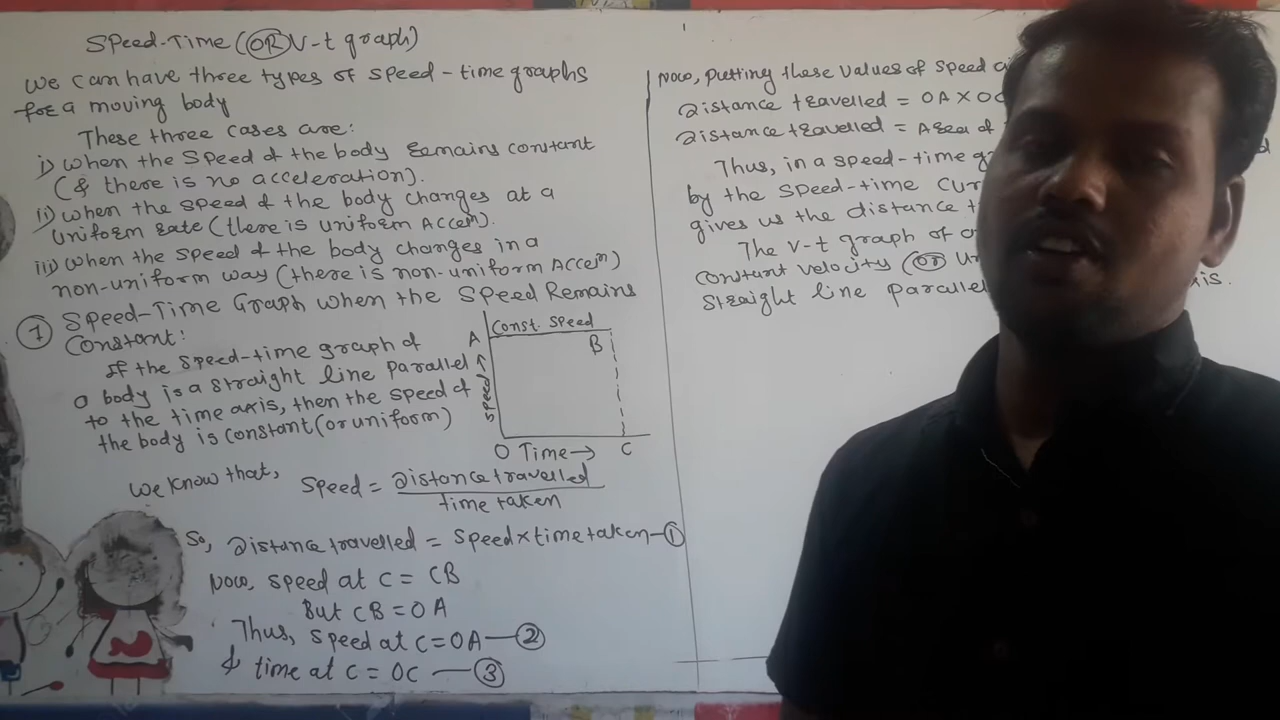 Speed-Time (OR V-t graph)
We can have three types of speed-time graphs
for a moving body
These three cases are:
i) When the speed of the body remains constant
(& there is no acceleration).
ii) When the speed of the body changes at a
uniform rate (there is uniform Acceⁿ).
iii) When the speed of the body changes in a
non-uniform way (there is non-uniform Acceⁿ)
1 Speed-Time Graph when the Speed Remains
Constant:
If the speed-time graph of
a body is a straight line parallel
to the time axis, then the speed of
the body is constant (or uniform)
Const. Speed
A
B
Speed →
O Time → C
We know that, Speed = Distance travelled
time taken
So, Distance travelled = Speed × time taken — 1
Now, speed at C = CB
But CB = OA
Thus, speed at C = OA — 2
& time at C = OC — 3
Now, putting these values of speed
Distance travelled = OA × OC
Distance travelled = Area of
Thus, in a speed-time
by the speed-time curve
gives us the distance
The V-t graph of
constant velocity (OR
straight line parallel